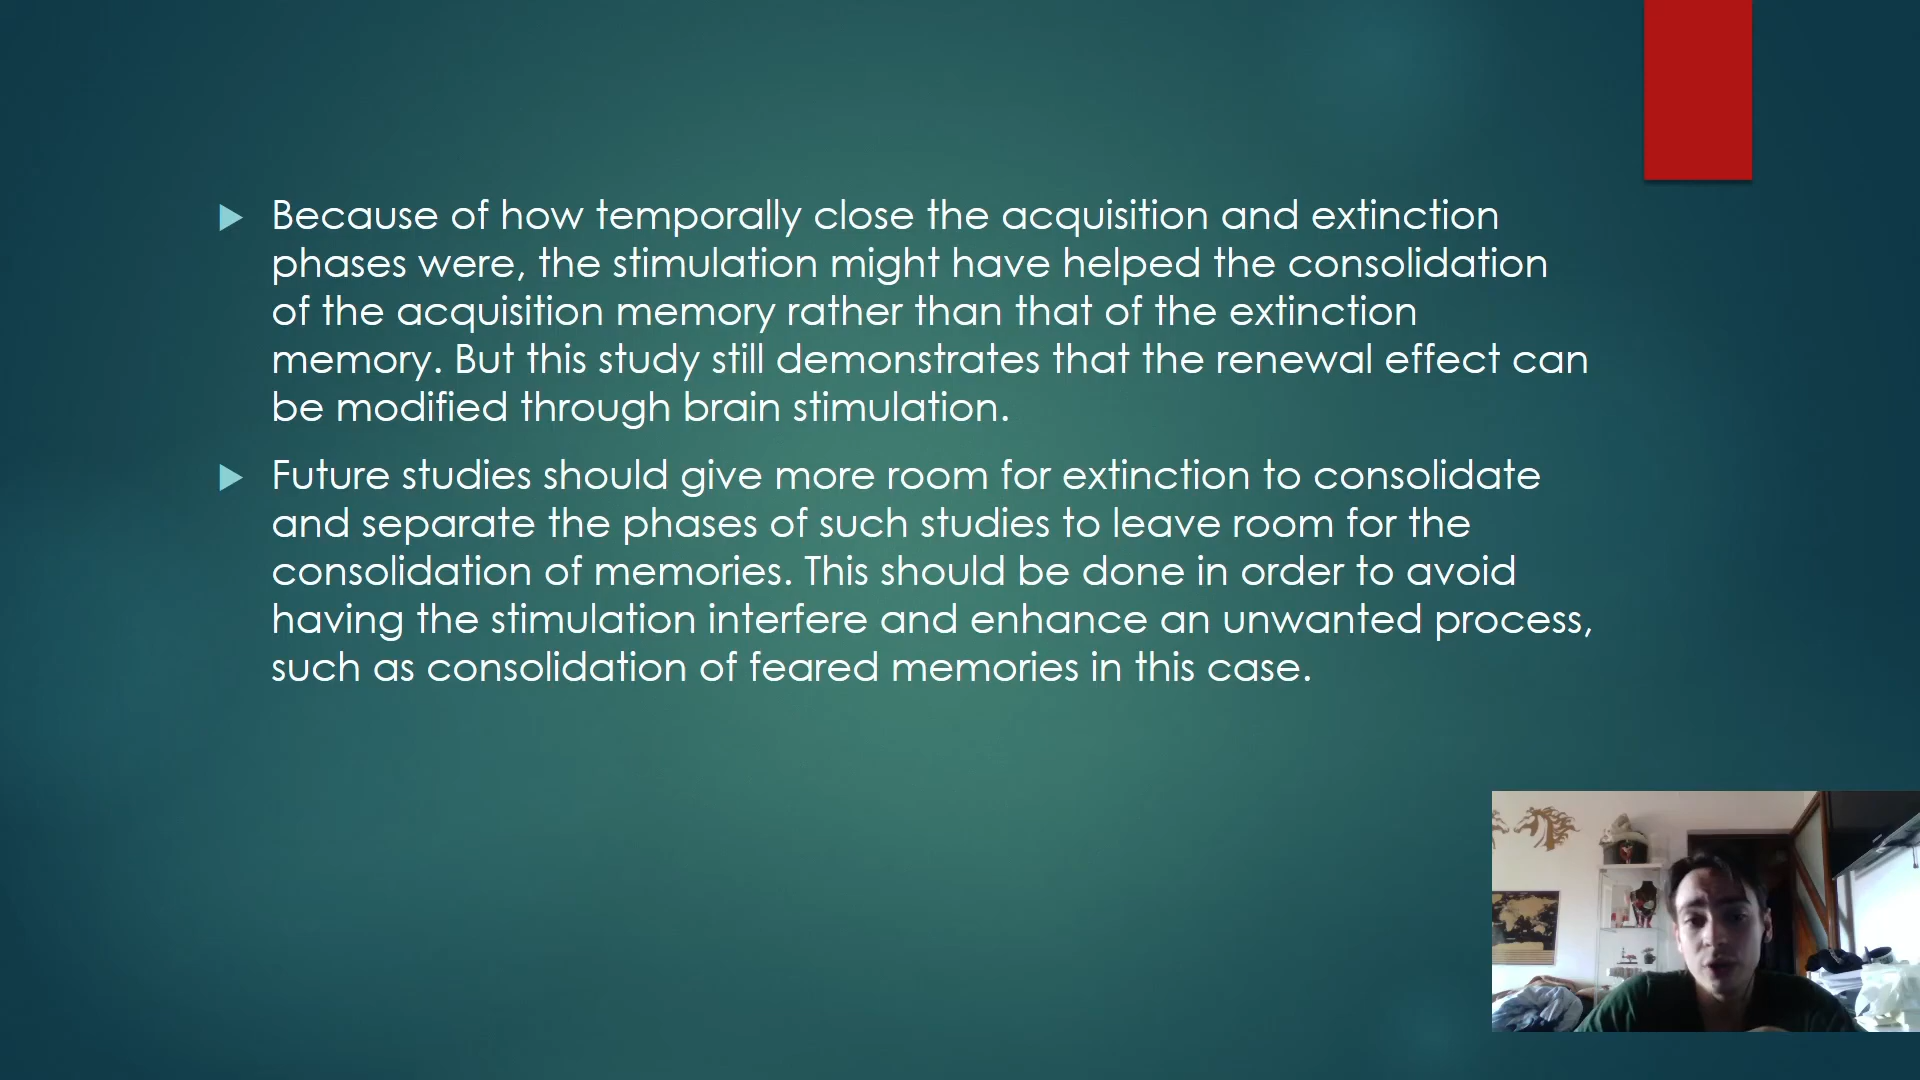 Because of how temporally close the acquisition and extinction
phases were, the stimulation might have helped the consolidation
of the acquisition memory rather than that of the extinction
memory. But this study still demonstrates that the renewal effect can
be modified through brain stimulation.
Future studies should give more room for extinction to consolidate
and separate the phases of such studies to leave room for the
consolidation of memories. This should be done in order to avoid
having the stimulation interfere and enhance an unwanted process,
such as consolidation of feared memories in this case.